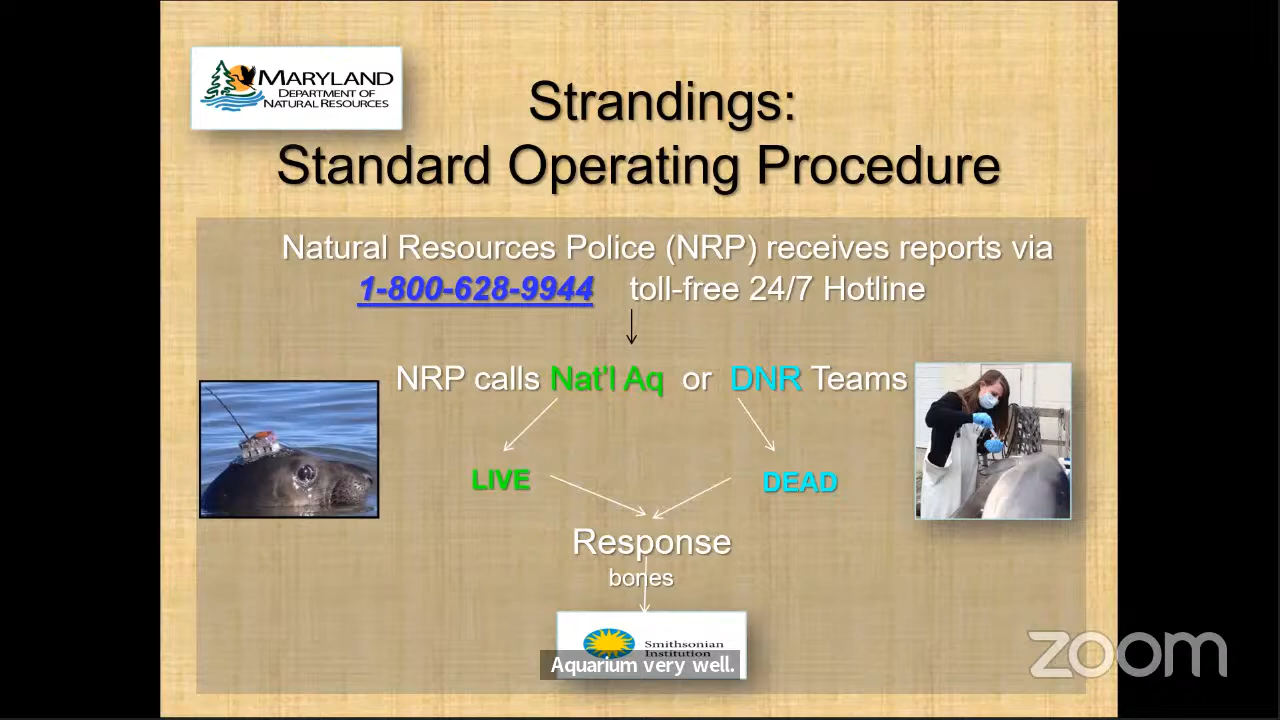 MARYLAND
DEPARTMENT OF
NATURAL RESOURCES
Strandings:
Standard Operating Procedure
Natural Resources Police (NRP) receives reports via
1-800-628-9944 toll-free 24/7 Hotline
NRP calls Nat'l Aq or DNR Teams
LIVE
DEAD
Response
bones
Smithsonian
Institution
Aquarium very well.
zoom